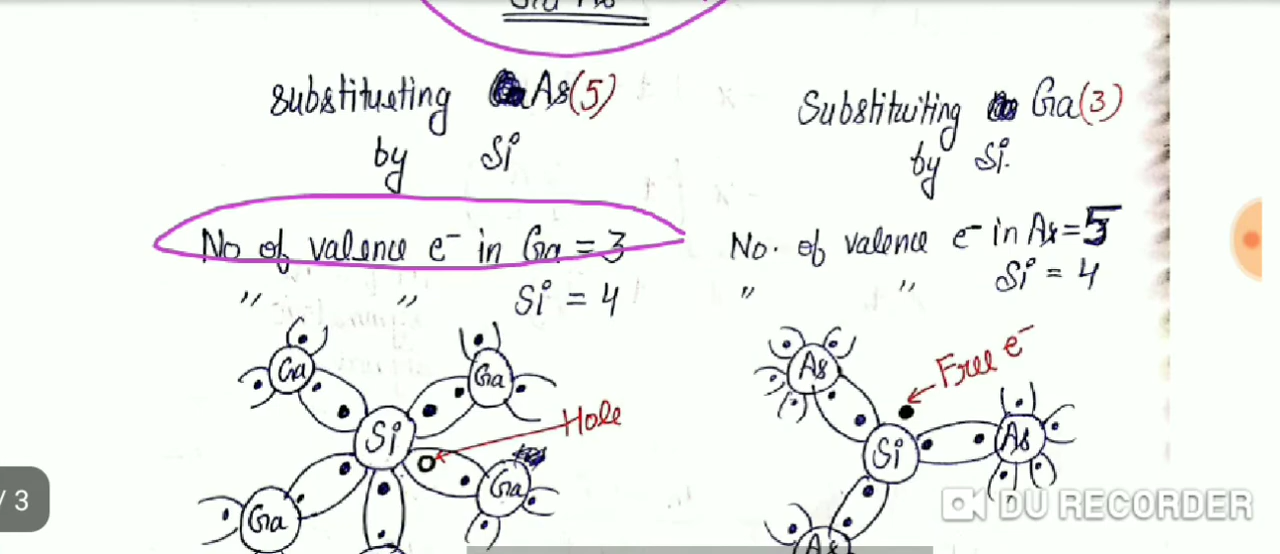 Substituting As(5)
by Si
No of valence e⁻ in Ga = 3
" " Si = 4
Ga
Ga
Si
Hole
Ga
Ga
Substituiting Ga(3)
by Si.
No. of valence e⁻ in As = 5
" " Si = 4
As
Free e⁻
Si
As
As
/ 3
DU RECORDER